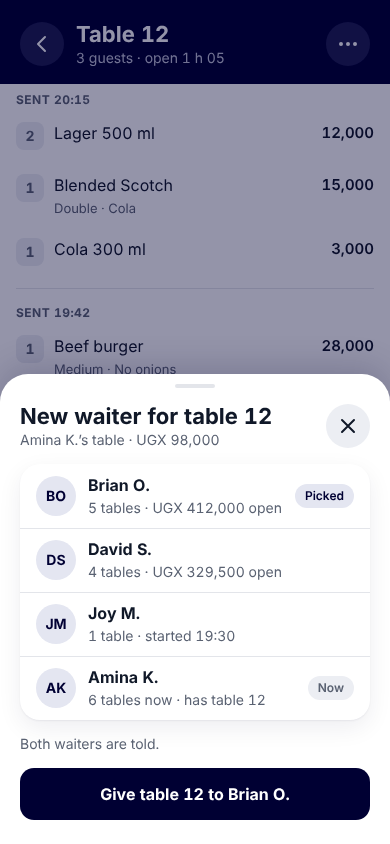 Table 12
3 guests · open 1 h 05
SENT 20:15
2 Lager 500 ml 12,000
1 Blended Scotch 15,000
Double · Cola
1 Cola 300 ml 3,000
SENT 19:42
1 Beef burger 28,000
Medium · No onions
New waiter for table 12
Amina K.’s table · UGX 98,000
BO Brian O. Picked
5 tables · UGX 412,000 open
DS David S.
4 tables · UGX 329,500 open
JM Joy M.
1 table · started 19:30
AK Amina K. Now
6 tables now · has table 12
Both waiters are told.
Give table 12 to Brian O.